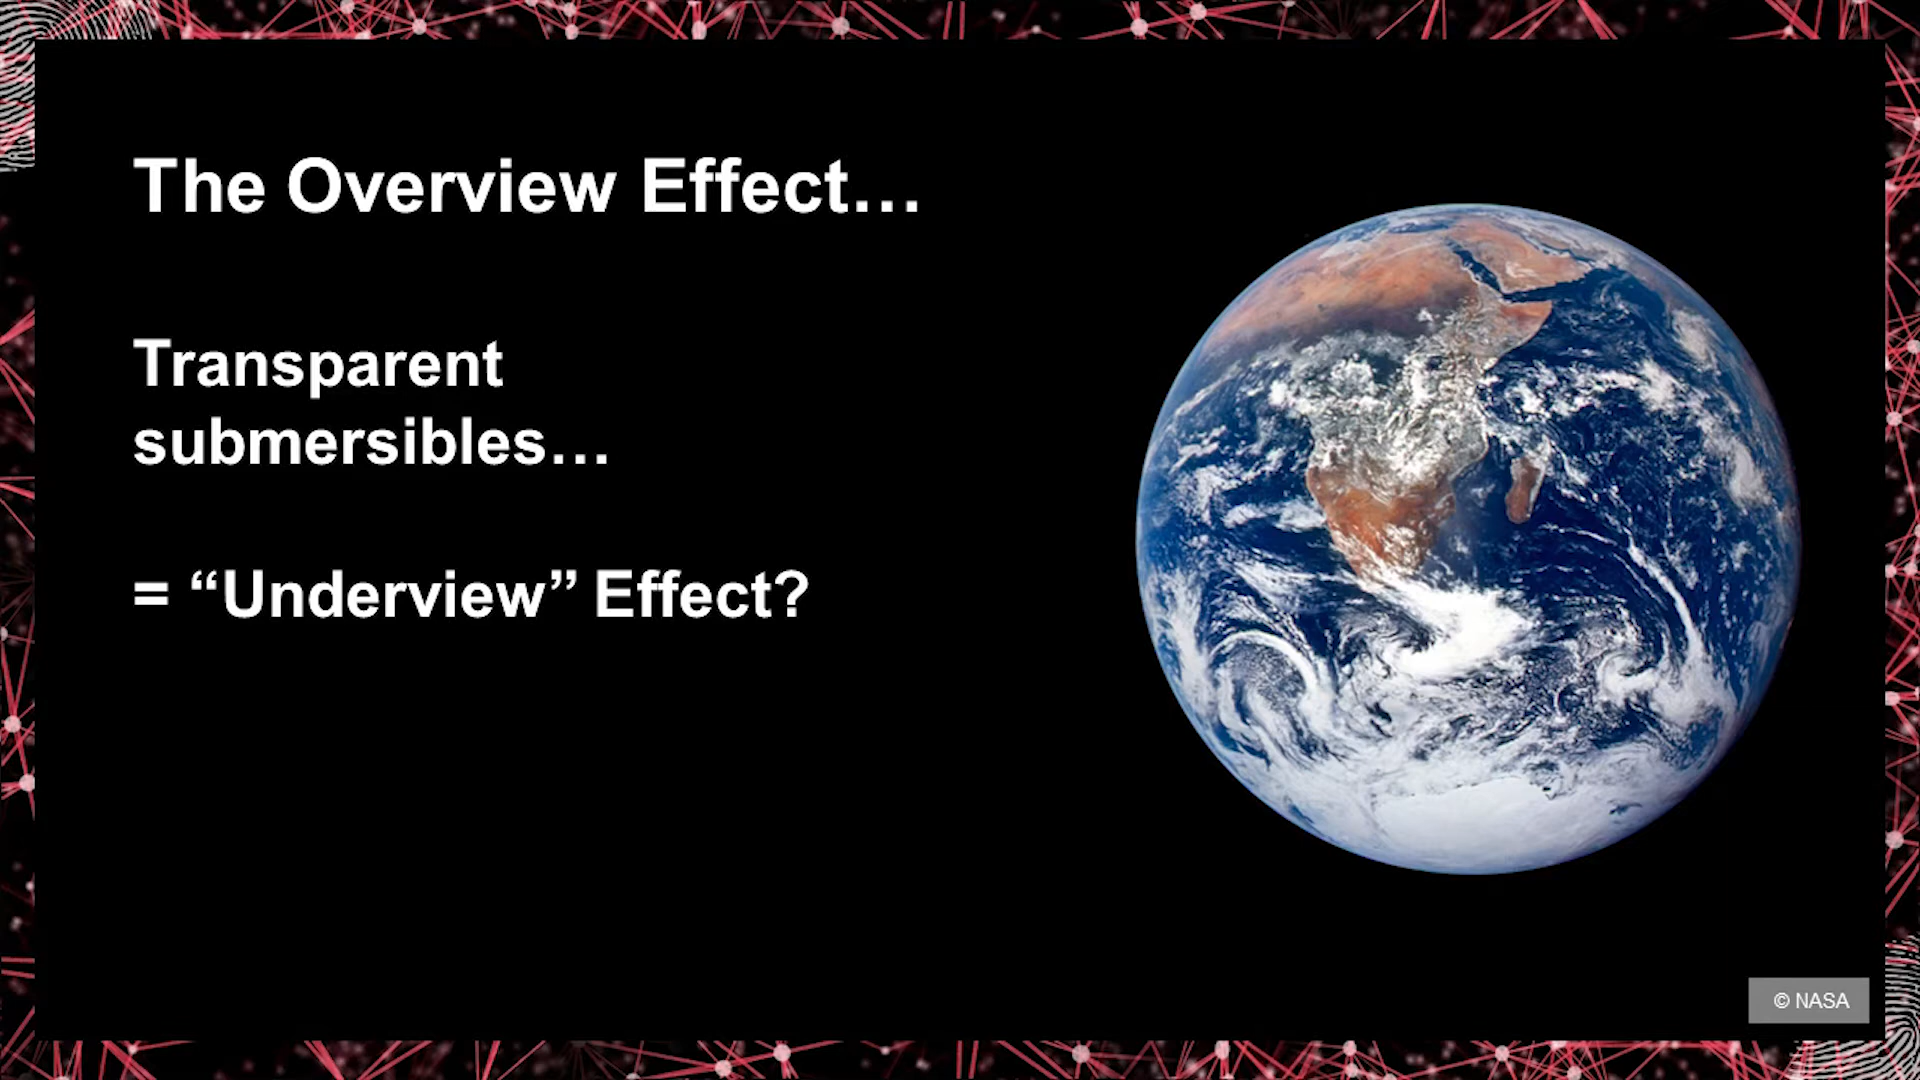 The Overview Effect…
Transparent
submersibles…
= “Underview” Effect?
© NASA